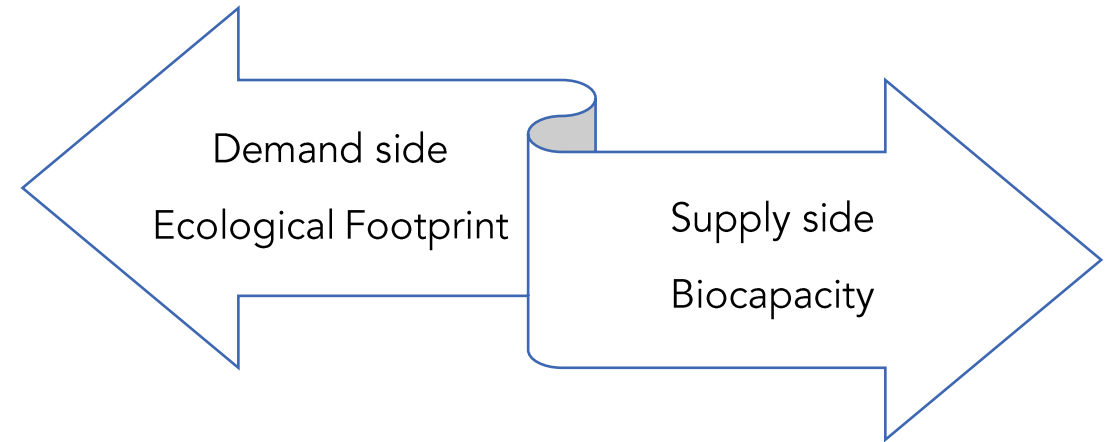 Demand side
Ecological Footprint
Supply side
Biocapacity